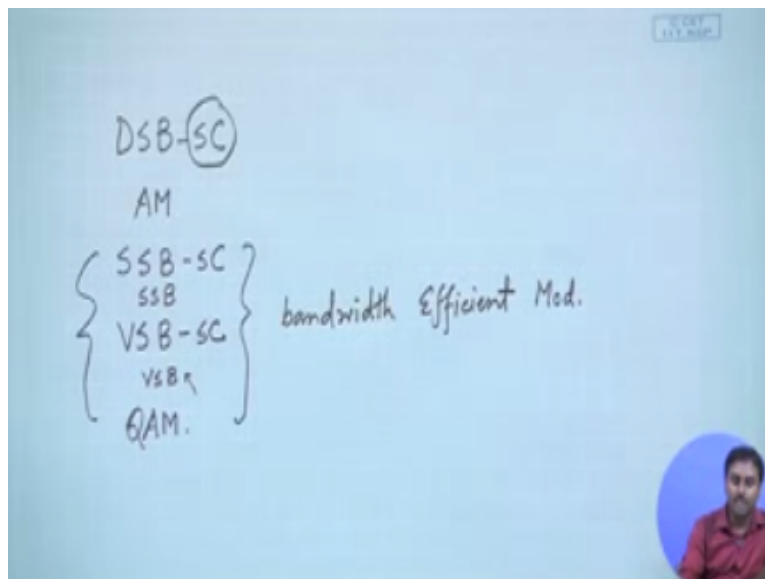 DSB-SC
AM
SSB-SC
SSB
VSB-SC
VSB
QAM.
bandwidth Efficient Mod.